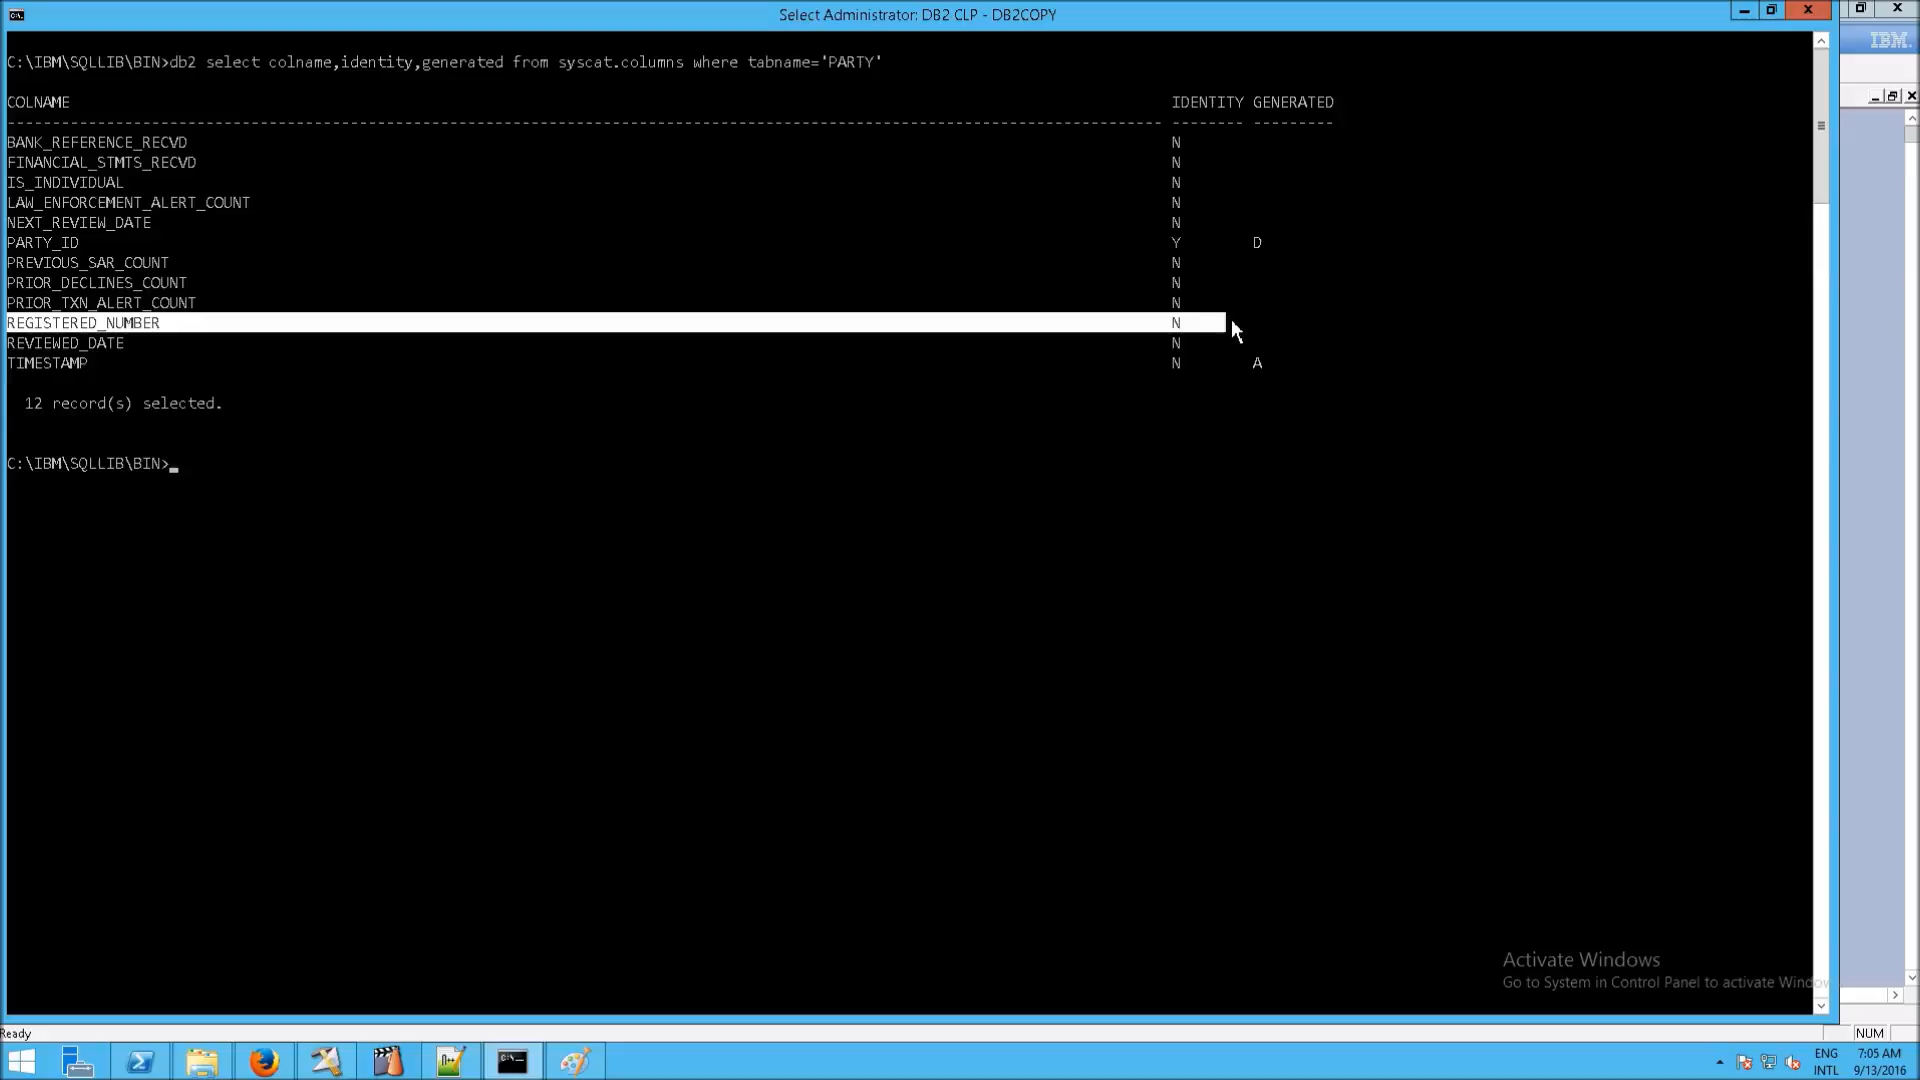 Select Administrator: DB2 CLP - DB2COPY
IBM.
C:\IBM\SQLLIB\BIN>db2 select colname,identity,generated from syscat.columns where tabname='PARTY'
COLNAME IDENTITY GENERATED
BANK_REFERENCE_RECVD N
FINANCIAL_STMTS_RECVD N
IS_INDIVIDUAL N
LAW_ENFORCEMENT_ALERT_COUNT N
NEXT_REVIEW_DATE N
PARTY_ID Y D
PREVIOUS_SAR_COUNT N
PRIOR_DECLINES_COUNT N
PRIOR_TXN_ALERT_COUNT N
REGISTERED_NUMBER N
REVIEWED_DATE N
TIMESTAMP N A
12 record(s) selected.
C:\IBM\SQLLIB\BIN>
Activate Windows
Go to System in Control Panel to activate Window
Ready
NUM
ENG 7:05 AM
INTL 9/13/2016